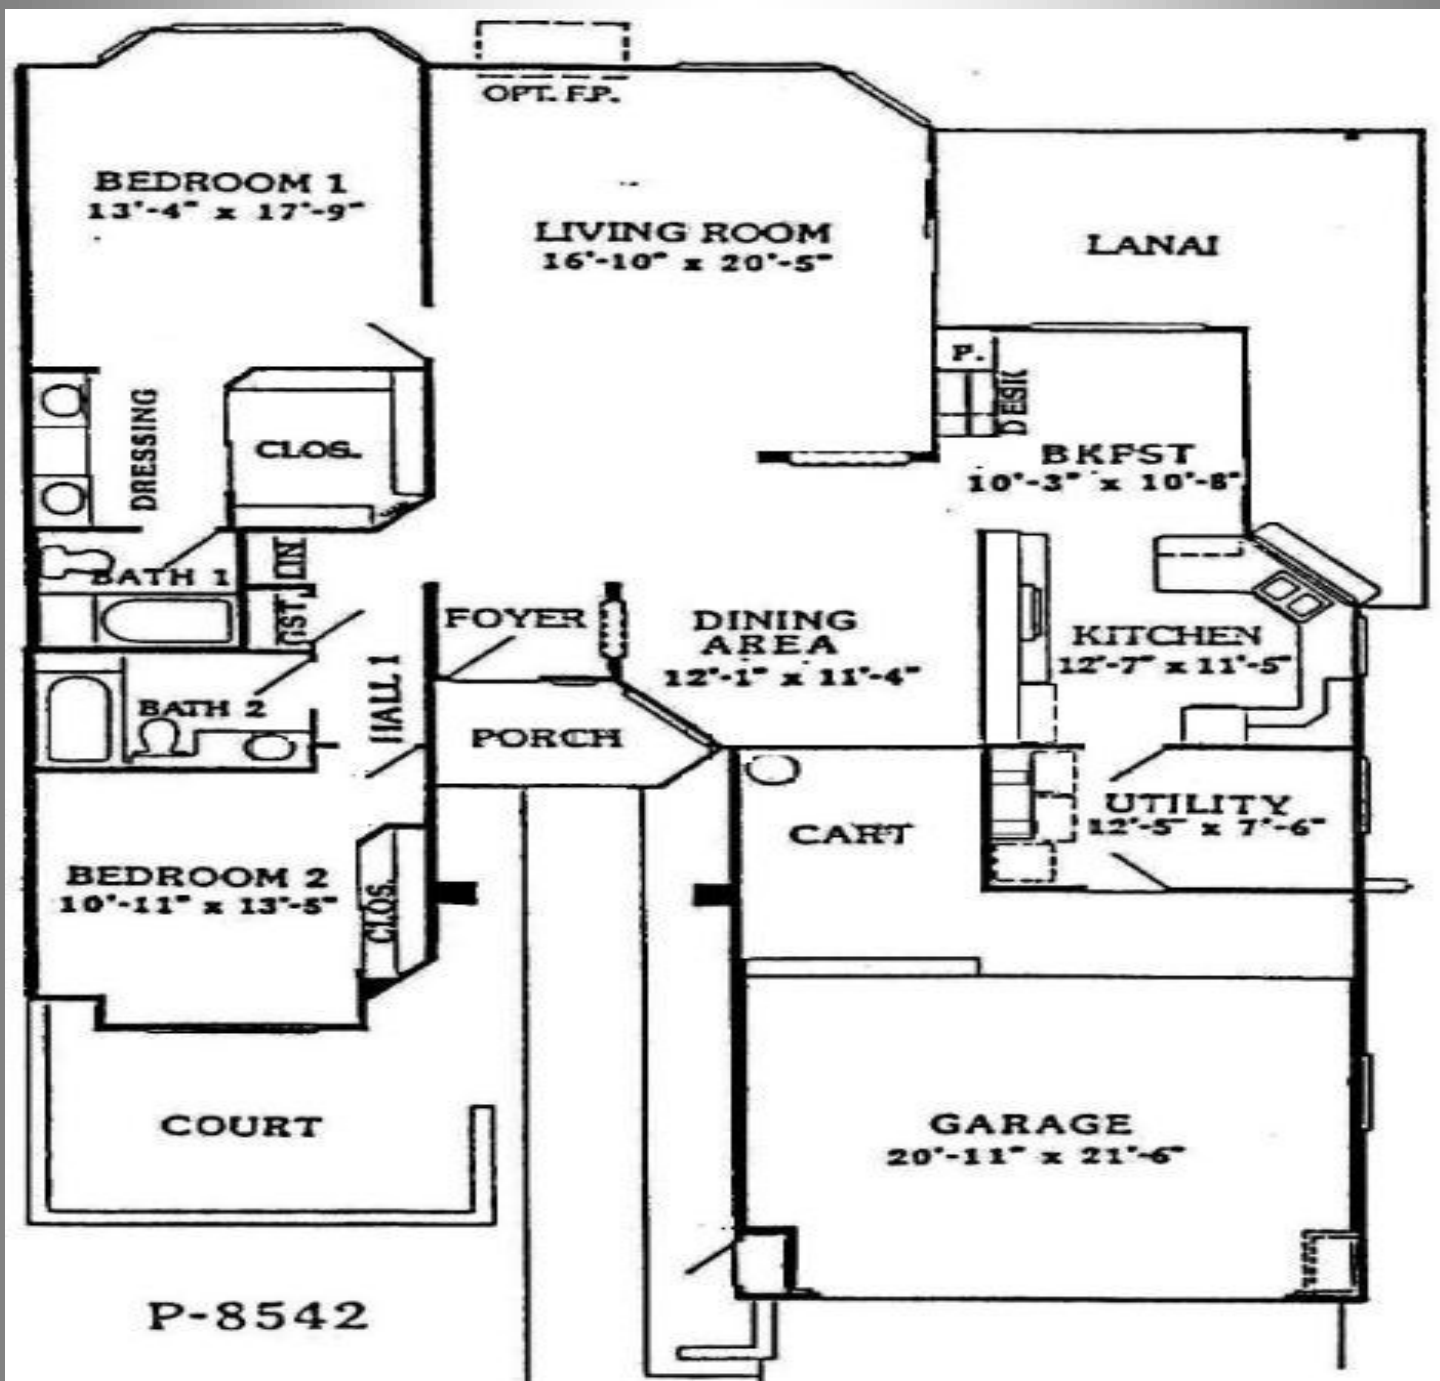 OPT. F.P.
BEDROOM 1
13'-4" x 17'-9"
LIVING ROOM
16'-10" x 20'-5"
LANAI
P.
DESK
DRESSING
CLOS.
BKFST
10'-3" x 10'-8"
LIN
BATH 1
GST.
FOYER
DINING
AREA
12'-1" x 11'-4"
KITCHEN
12'-7" x 11'-5"
HALL 1
BATH 2
PORCH
CART
UTILITY
12'-5" x 7'-6"
BEDROOM 2
10'-11" x 13'-5"
CLOS.
COURT
GARAGE
20'-11" x 21'-6"
P-8542